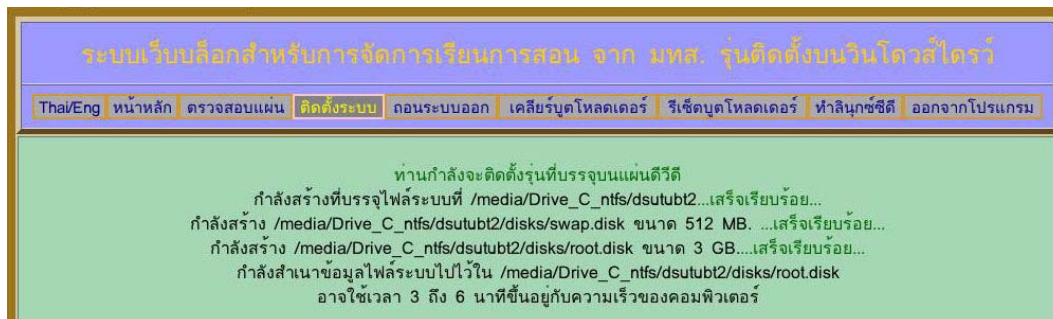 ระบบเว็บบล็อกสำหรับการจัดการเรียนการสอน จาก มทส. รุ่นติดตั้งบนวินโดวส์ไดรว์
Thai/Eng หน้าหลัก ตรวจสอบแผ่น ติดตั้งระบบ ถอนระบบออก เคลียร์บูตโหลดเดอร์ รีเซ็ตบูตโหลดเดอร์ ทำลินุกซ์ซีดี ออกจากโปรแกรม
ท่านกำลังจะติดตั้งรุ่นที่บรรจุบนแผ่นดีวีดี
กำลังสร้างที่บรรจุไฟล์ระบบที่ /media/Drive_C_ntfs/dsutubt2...เสร็จเรียบร้อย...
กำลังสร้าง /media/Drive_C_ntfs/dsutubt2/disks/swap.disk ขนาด 512 MB. ...เสร็จเรียบร้อย...
กำลังสร้าง /media/Drive_C_ntfs/dsutubt2/disks/root.disk ขนาด 3 GB....เสร็จเรียบร้อย...
กำลังสำเนาข้อมูลไฟล์ระบบไปไว้ใน /media/Drive_C_ntfs/dsutubt2/disks/root.disk
อาจใช้เวลา 3 ถึง 6 นาทีขึ้นอยู่กับความเร็วของคอมพิวเตอร์